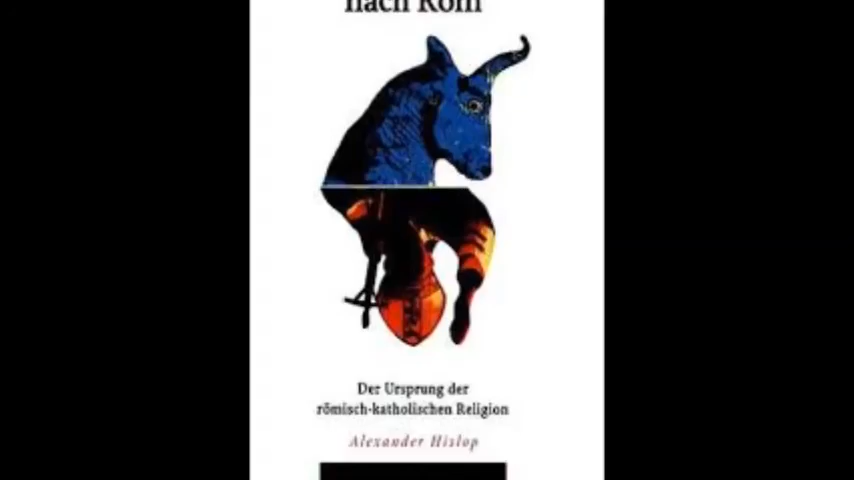 nach Rom
Der Ursprung der
römisch-katholischen Religion
Alexander Hislop